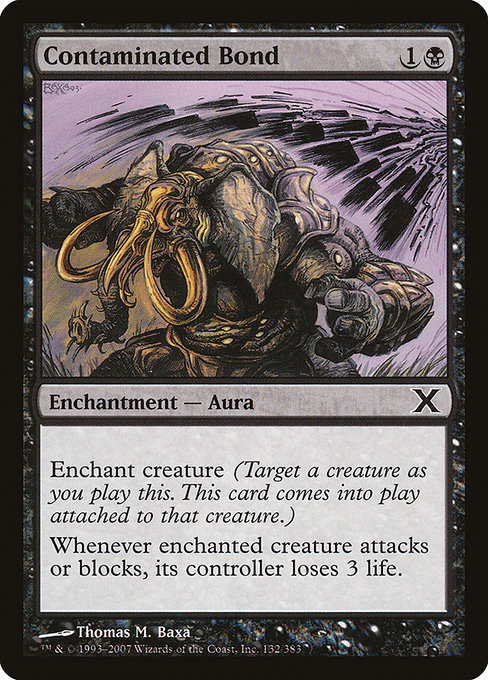 Contaminated Bond 1
BAXA 03
Enchantment — Aura X
Enchant creature (Target a creature as
you play this. This card comes into play
attached to that creature.)
Whenever enchanted creature attacks
or blocks, its controller loses 3 life.
Thomas M. Baxa
™ & © 1993–2007 Wizards of the Coast, Inc. 132/383